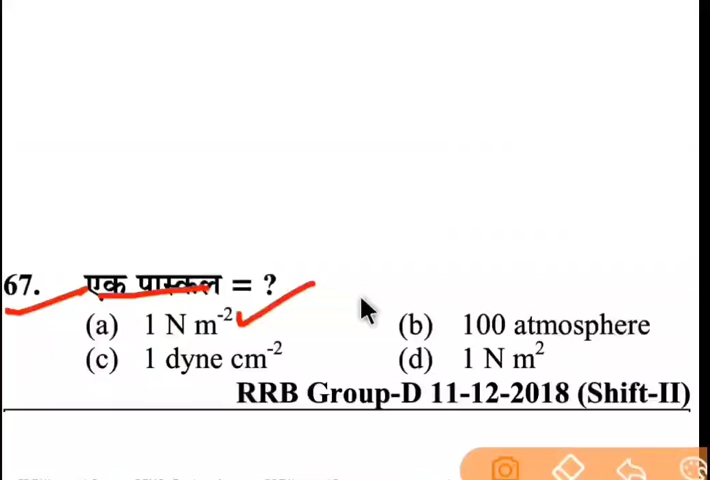 67. एक पास्कल = ?
(a) 1 N m⁻² (b) 100 atmosphere
(c) 1 dyne cm⁻² (d) 1 N m²
RRB Group-D 11-12-2018 (Shift-II)